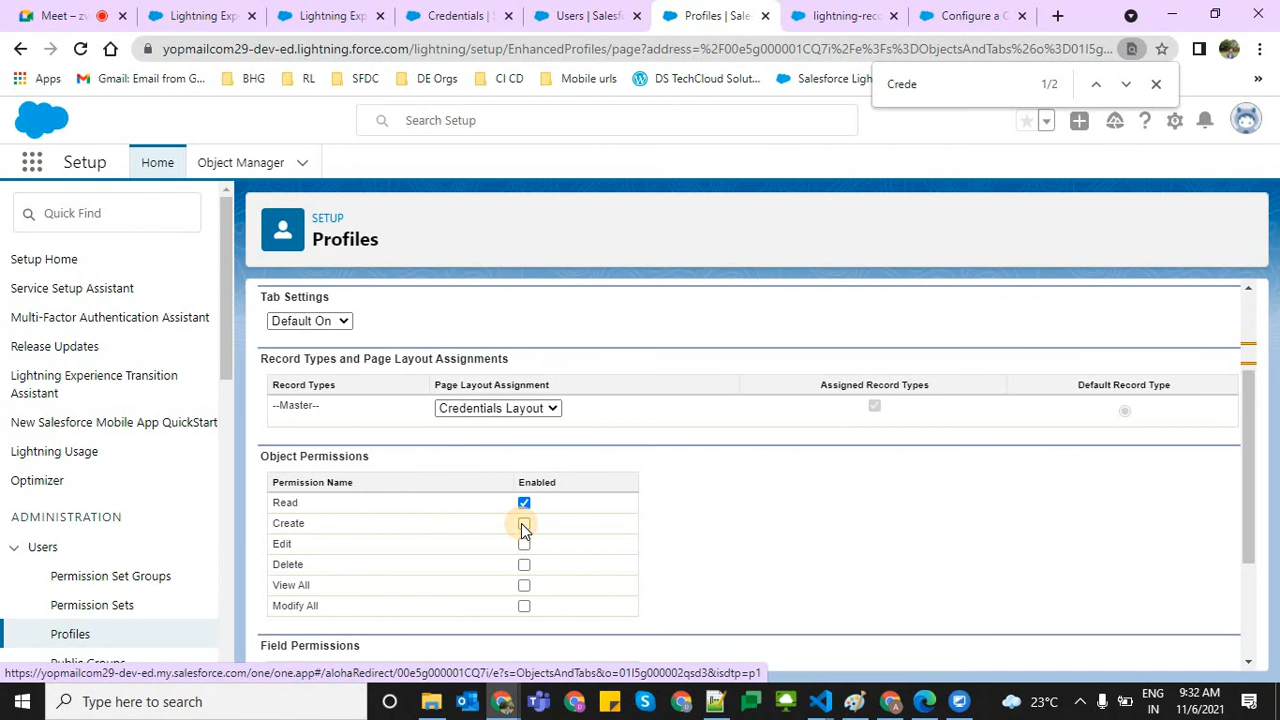 Meet – zv
Lightning Exp
Lightning Exp
Credentials | S
Users | Salesf
Profiles | Sale
lightning-reco
Configure a C
yopmailcom29-dev-ed.lightning.force.com/lightning/setup/EnhancedProfiles/page?address=%2F00e5g000001CQ7i%2Fe%3Fs%3DObjectsAndTabs%26o%3D01I5g...
Apps
Gmail: Email from G...
BHG
RL
SFDC
DE Orgs
CI CD
Mobile urls
DS TechCloud Solut...
Salesforce Ligh
»
Crede
1/2
Search Setup
Setup
Home
Object Manager
Quick Find
SETUP
Profiles
Setup Home
Service Setup Assistant
Multi-Factor Authentication Assistant
Release Updates
Lightning Experience Transition
Assistant
New Salesforce Mobile App QuickStart
Lightning Usage
Optimizer
ADMINISTRATION
Users
Permission Set Groups
Permission Sets
Profiles
Public Groups
Tab Settings
Default On
Record Types and Page Layout Assignments
Record Types
Page Layout Assignment
Assigned Record Types
Default Record Type
--Master--
Credentials Layout
Object Permissions
Permission Name
Enabled
Read
Create
Edit
Delete
View All
Modify All
Field Permissions
https://yopmailcom29-dev-ed.my.salesforce.com/one/one.app#/alohaRedirect/00e5g000001CQ7i/e?s=ObjectsAndTabs&o=01I5g000002qsd3&isdtp=p1
Type here to search
23°C
ENG
IN
9:32 AM
11/6/2021